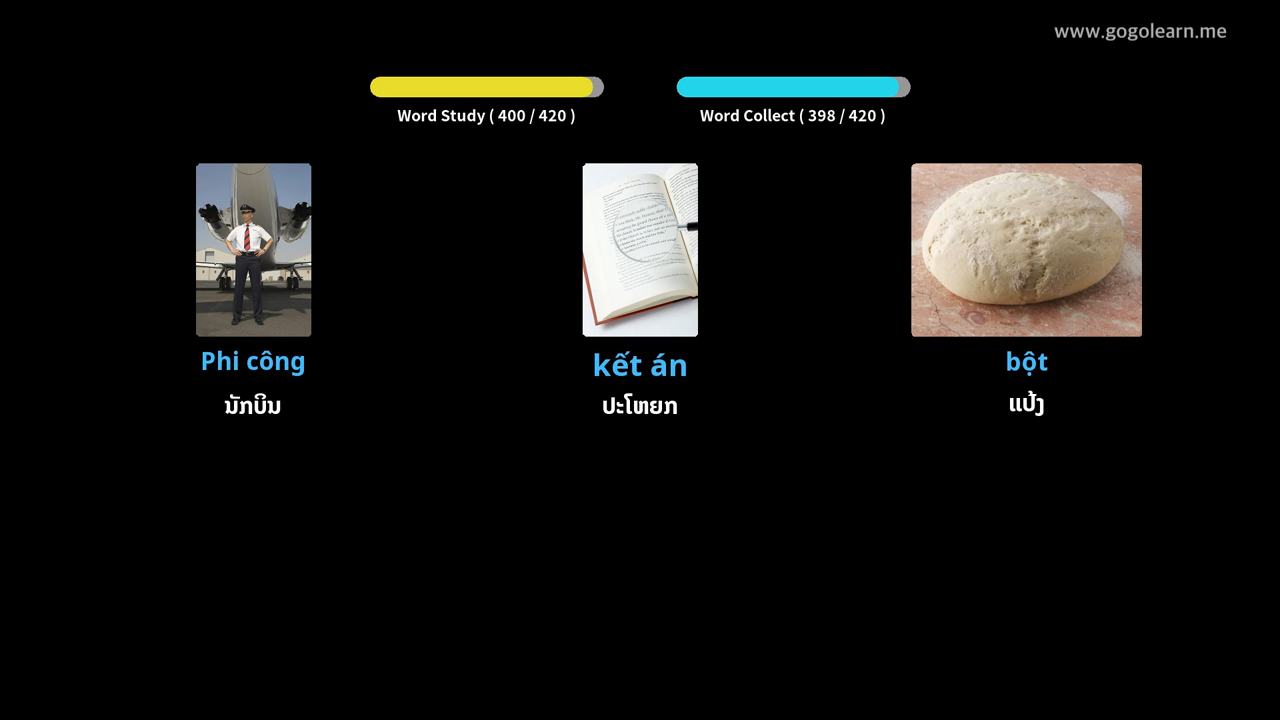 www.gogolearn.me
Word Study ( 400 / 420 )
Word Collect ( 398 / 420 )
Phi công
kết án
bột
ນັກບິນ
ປະໂຫຍກ
ແປ້ງ